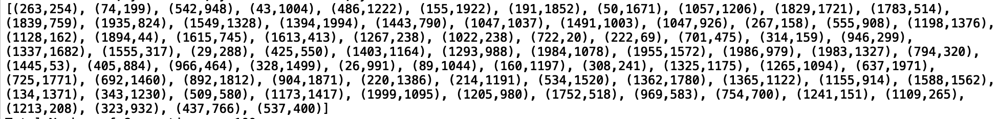 [(263,254), (74,199), (542,948), (43,1004), (486,1222), (155,1922), (191,1852), (50,1671), (1057,1206), (1829,1721), (1783,514),
(1839,759), (1935,824), (1549,1328), (1394,1994), (1443,790), (1047,1037), (1491,1003), (1047,926), (267,158), (555,908), (1198,1376),
(1128,162), (1894,44), (1615,745), (1613,413), (1267,238), (1022,238), (722,20), (222,69), (701,475), (314,159), (946,299),
(1337,1682), (1555,317), (29,288), (425,550), (1403,1164), (1293,988), (1984,1078), (1955,1572), (1986,979), (1983,1327), (794,320),
(1445,53), (405,884), (966,464), (328,1499), (26,991), (89,1044), (160,1197), (308,241), (1325,1175), (1265,1094), (637,1971),
(725,1771), (692,1460), (892,1812), (904,1871), (220,1386), (214,1191), (534,1520), (1362,1780), (1365,1122), (1155,914), (1588,1562),
(134,1371), (343,1230), (509,580), (1173,1417), (1999,1095), (1205,980), (1752,518), (969,583), (754,700), (1241,151), (1109,265),
(1213,208), (323,932), (437,766), (537,400)]